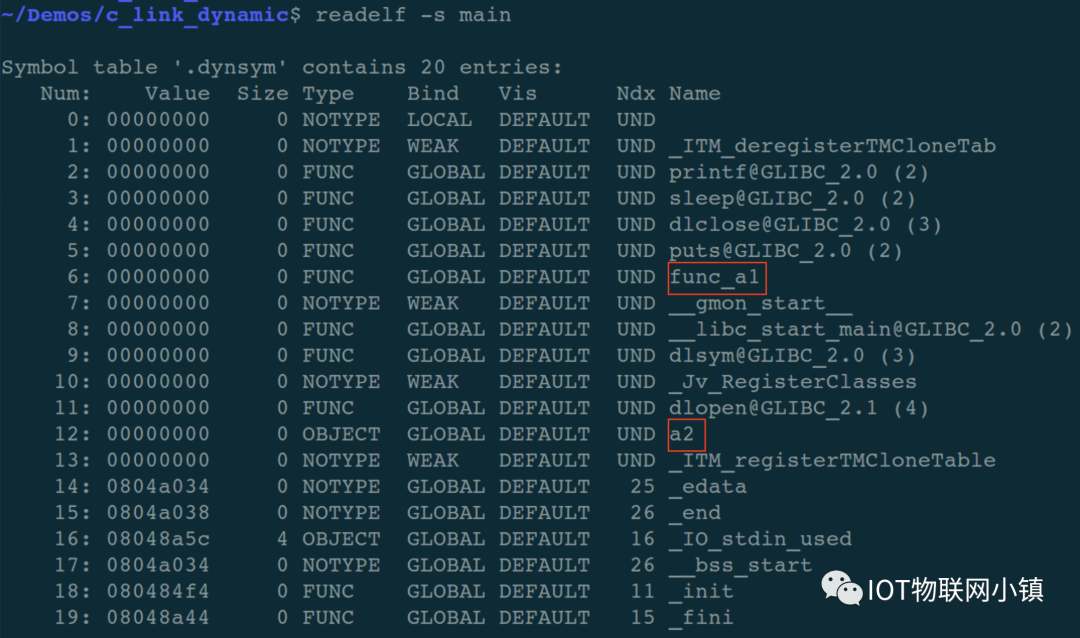 ~/Demos/c_link_dynamic$ readelf -s main
Symbol table '.dynsym' contains 20 entries:
Num: Value Size Type Bind Vis Ndx Name
0: 00000000 0 NOTYPE LOCAL DEFAULT UND
1: 00000000 0 NOTYPE WEAK DEFAULT UND _ITM_deregisterTMCloneTab
2: 00000000 0 FUNC GLOBAL DEFAULT UND printf@GLIBC_2.0 (2)
3: 00000000 0 FUNC GLOBAL DEFAULT UND sleep@GLIBC_2.0 (2)
4: 00000000 0 FUNC GLOBAL DEFAULT UND dlclose@GLIBC_2.0 (3)
5: 00000000 0 FUNC GLOBAL DEFAULT UND puts@GLIBC_2.0 (2)
6: 00000000 0 FUNC GLOBAL DEFAULT UND func_a1
7: 00000000 0 NOTYPE WEAK DEFAULT UND __gmon_start__
8: 00000000 0 FUNC GLOBAL DEFAULT UND __libc_start_main@GLIBC_2.0 (2)
9: 00000000 0 FUNC GLOBAL DEFAULT UND dlsym@GLIBC_2.0 (3)
10: 00000000 0 NOTYPE WEAK DEFAULT UND _Jv_RegisterClasses
11: 00000000 0 FUNC GLOBAL DEFAULT UND dlopen@GLIBC_2.1 (4)
12: 00000000 0 OBJECT GLOBAL DEFAULT UND a2
13: 00000000 0 NOTYPE WEAK DEFAULT UND _ITM_registerTMCloneTable
14: 0804a034 0 NOTYPE GLOBAL DEFAULT 25 _edata
15: 0804a038 0 NOTYPE GLOBAL DEFAULT 26 _end
16: 08048a5c 4 OBJECT GLOBAL DEFAULT 16 _IO_stdin_used
17: 0804a034 0 NOTYPE GLOBAL DEFAULT 26 __bss_start
18: 080484f4 0 FUNC GLOBAL DEFAULT 11 _init
19: 08048a44 0 FUNC GLOBAL DEFAULT 15 _fini
IOT物联网小镇